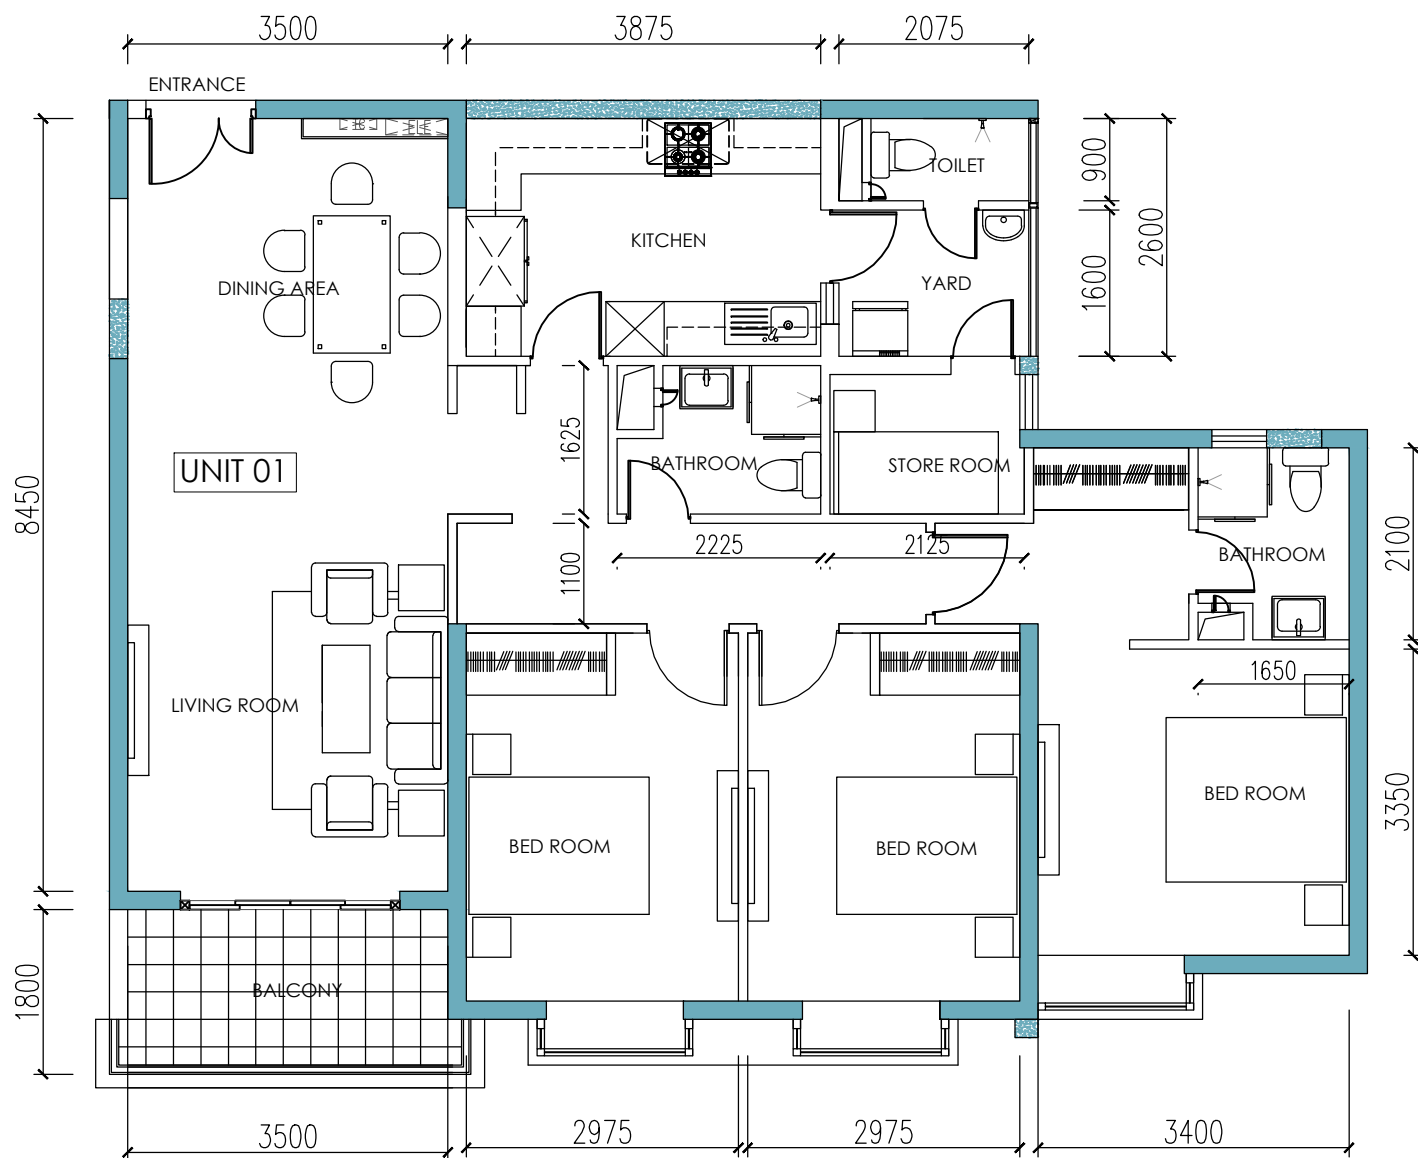 3500
3875
2075
ENTRANCE
TOILET
900
KITCHEN
2600
DINING AREA
YARD
1600
1625
UNIT 01
BATHROOM
STORE ROOM
8450
2225
2125
2100
BATHROOM
1100
1650
LIVING ROOM
BED ROOM
3350
BED ROOM
BED ROOM
BALCONY
1800
3500
2975
2975
3400